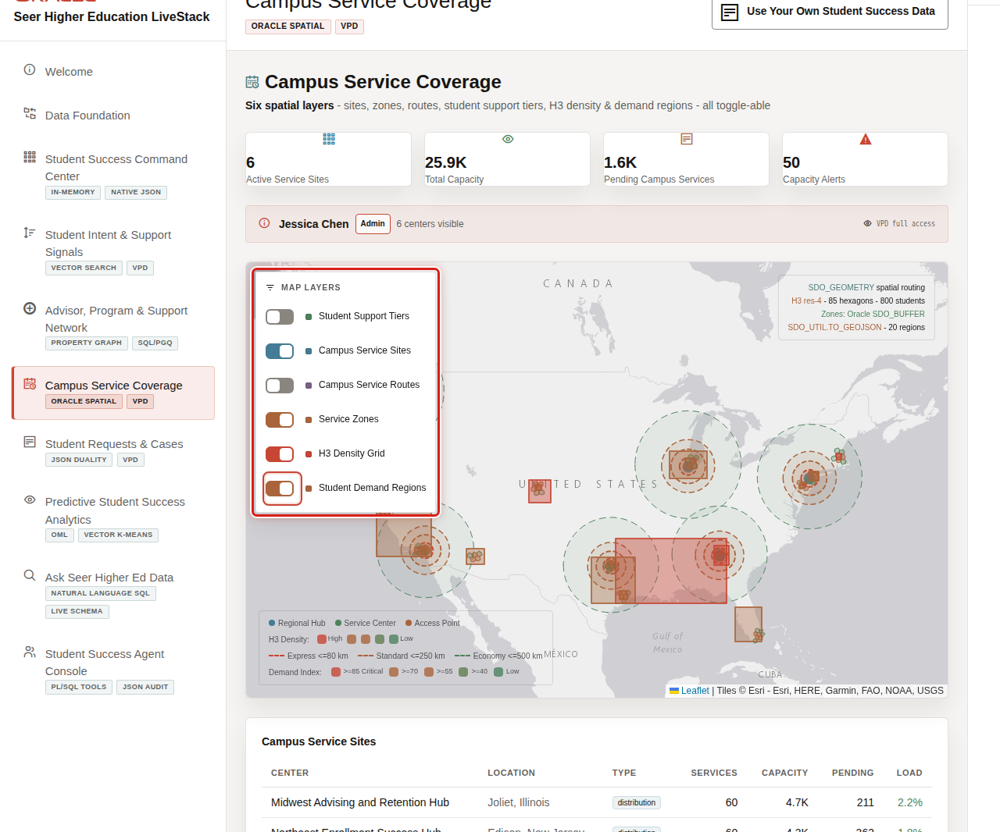 Seer Higher Education LiveStack
Welcome
Data Foundation
Student Success Command
Center
IN-MEMORY NATIVE JSON
Student Intent & Support
Signals
VECTOR SEARCH VPD
Advisor, Program & Support
Network
PROPERTY GRAPH SQL/PGQ
Campus Service Coverage
ORACLE SPATIAL VPD
Student Requests & Cases
JSON DUALITY VPD
Predictive Student Success
Analytics
OML VECTOR K-MEANS
Ask Seer Higher Ed Data
NATURAL LANGUAGE SQL
LIVE SCHEMA
Student Success Agent
Console
PL/SQL TOOLS JSON AUDIT
Campus Service Coverage
ORACLE SPATIAL VPD
Use Your Own Student Success Data
Campus Service Coverage
Six spatial layers - sites, zones, routes, student support tiers, H3 density & demand regions - all toggle-able
6
Active Service Sites
25.9K
Total Capacity
1.6K
Pending Campus Services
50
Capacity Alerts
Jessica Chen Admin 6 centers visible
VPD full access
MAP LAYERS
Student Support Tiers
Campus Service Sites
Campus Service Routes
Service Zones
H3 Density Grid
Student Demand Regions
CANADA
UNITED STATES
MÉXICO
Gulf of
Mexico
CUBA
SDO_GEOMETRY spatial routing
H3 res-4 - 85 hexagons - 800 students
Zones: Oracle SDO_BUFFER
SDO_UTIL.TO_GEOJSON - 20 regions
Regional Hub Service Center Access Point
H3 Density: High Low
Express <=80 km Standard <=250 km Economy <=500 km
Demand Index: >=85 Critical >=70 >=55 >=40 Low
Leaflet | Tiles © Esri - Esri, HERE, Garmin, FAO, NOAA, USGS
Campus Service Sites
CENTER LOCATION TYPE SERVICES CAPACITY PENDING LOAD
Midwest Advising and Retention Hub Joliet, Illinois distribution 60 4.7K 211 2.2%
Northeast Enrollment Success Hub Edison, New Jersey distribution 60 4.3K 262 1.8%